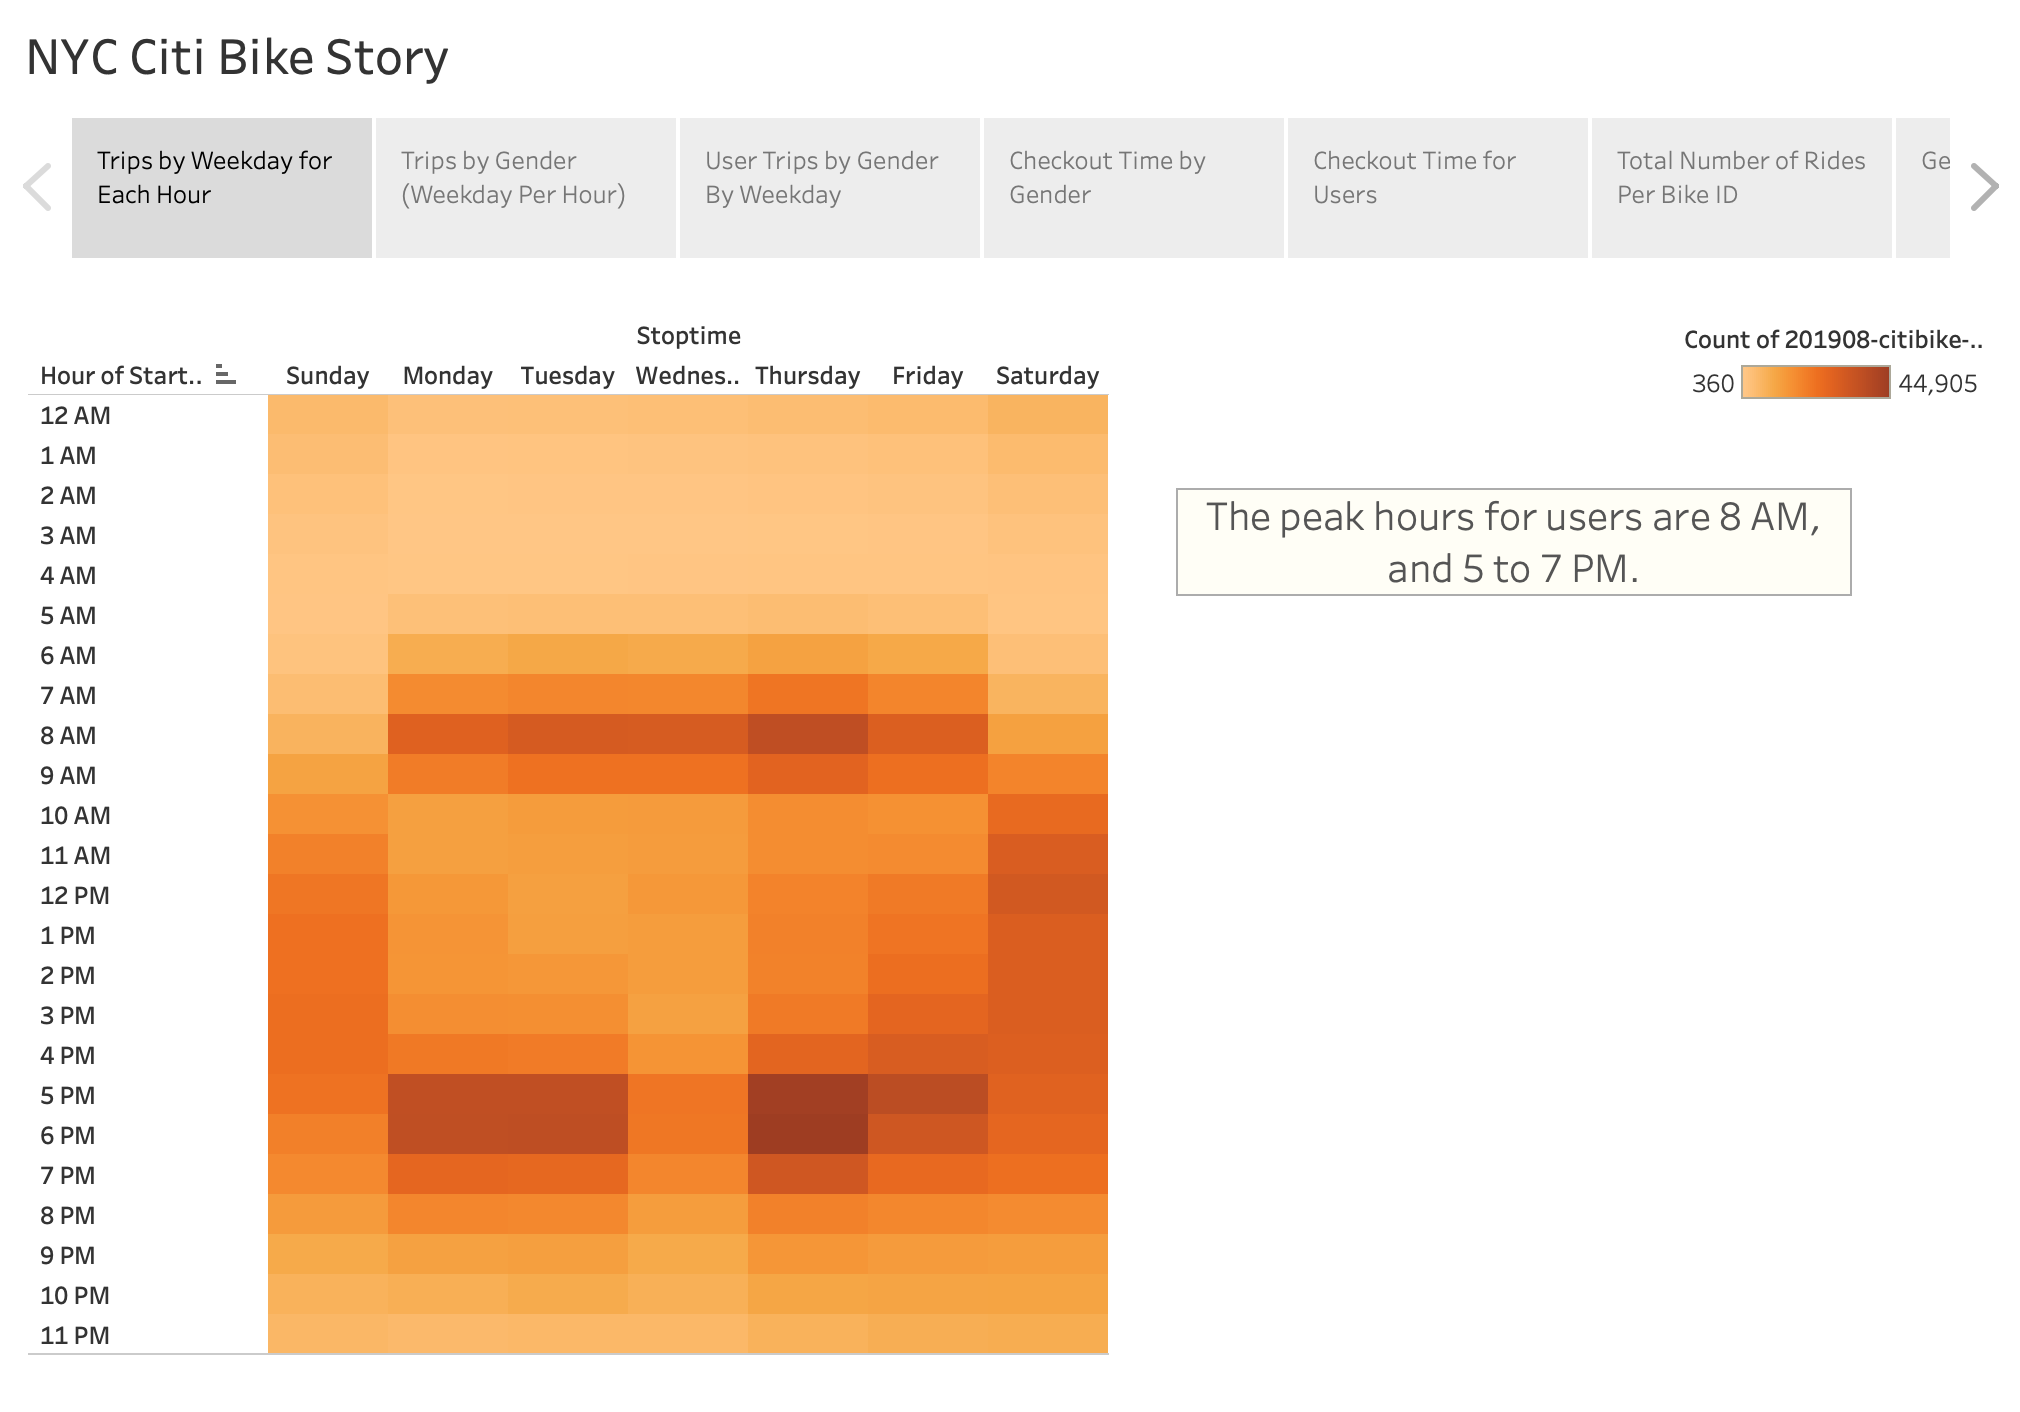 NYC Citi Bike Story
Trips by Weekday for
Each Hour
Trips by Gender
(Weekday Per Hour)
User Trips by Gender
By Weekday
Checkout Time by
Gender
Checkout Time for
Users
Total Number of Rides
Per Bike ID
Ge
Stoptime
Hour of Start.. Sunday Monday Tuesday Wednes.. Thursday Friday Saturday
12 AM
1 AM
2 AM
3 AM
4 AM
5 AM
6 AM
7 AM
8 AM
9 AM
10 AM
11 AM
12 PM
1 PM
2 PM
3 PM
4 PM
5 PM
6 PM
7 PM
8 PM
9 PM
10 PM
11 PM
Count of 201908-citibike-..
360 44,905
The peak hours for users are 8 AM,
and 5 to 7 PM.